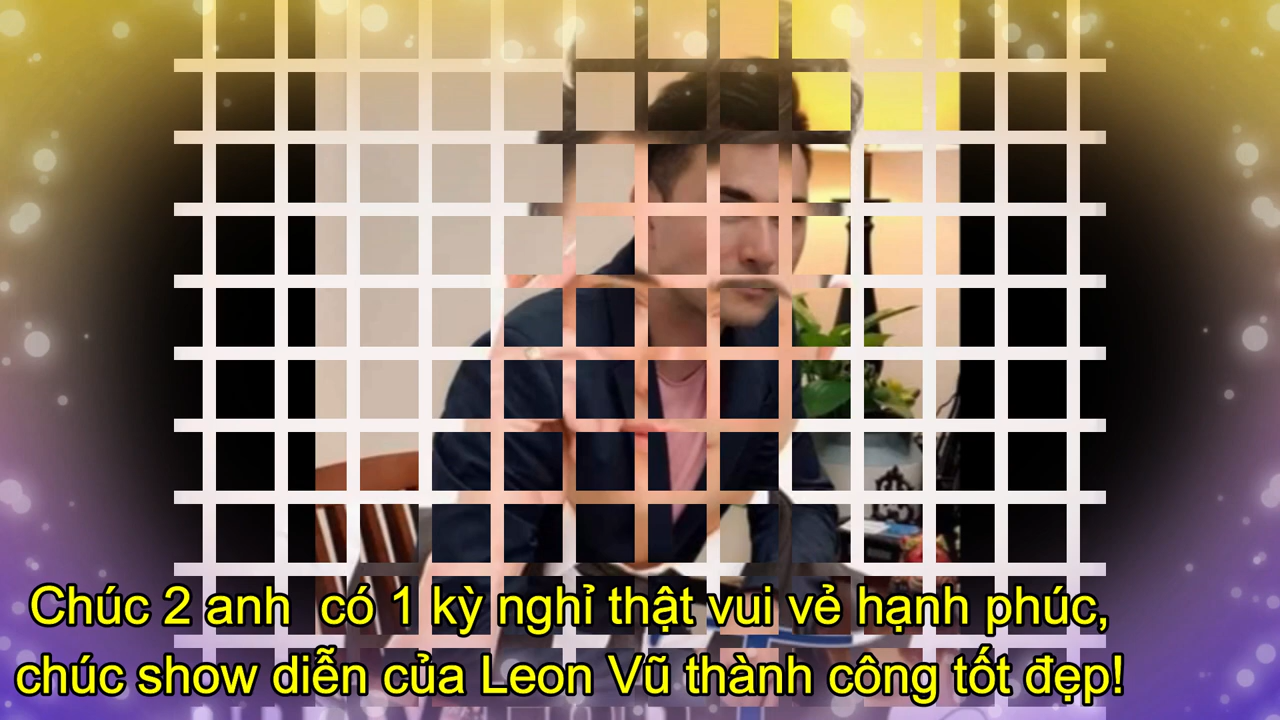 Chúc 2 anh có 1 kỳ nghỉ thật vui vẻ hạnh phúc,
chúc show diễn của Leon Vũ thành công tốt đẹp!